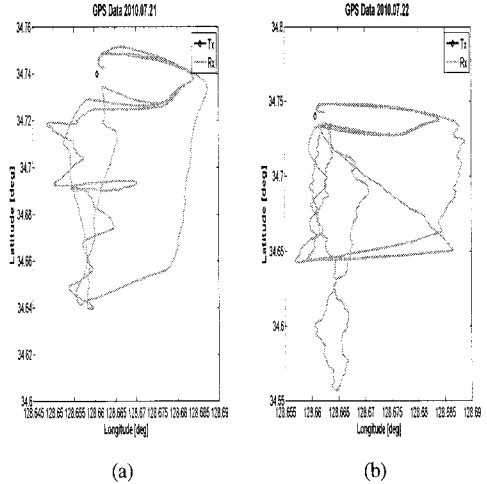 GPS Data 2010.07.21
Tx
Rx
34.76
34.74
34.72
34.7
34.68
34.66
34.64
34.62
34.6
Latitude [deg]
128.645 128.65 128.655 128.66 128.665 128.67 128.675 128.68 128.685 128.69
Longitude [deg]
(a)
GPS Data 2010.07.22
Tx
Rx
34.8
34.75
34.7
34.65
34.6
34.55
Latitude [deg]
128.655 128.66 128.665 128.67 128.675 128.68 128.685 128.69
Longitude [deg]
(b)